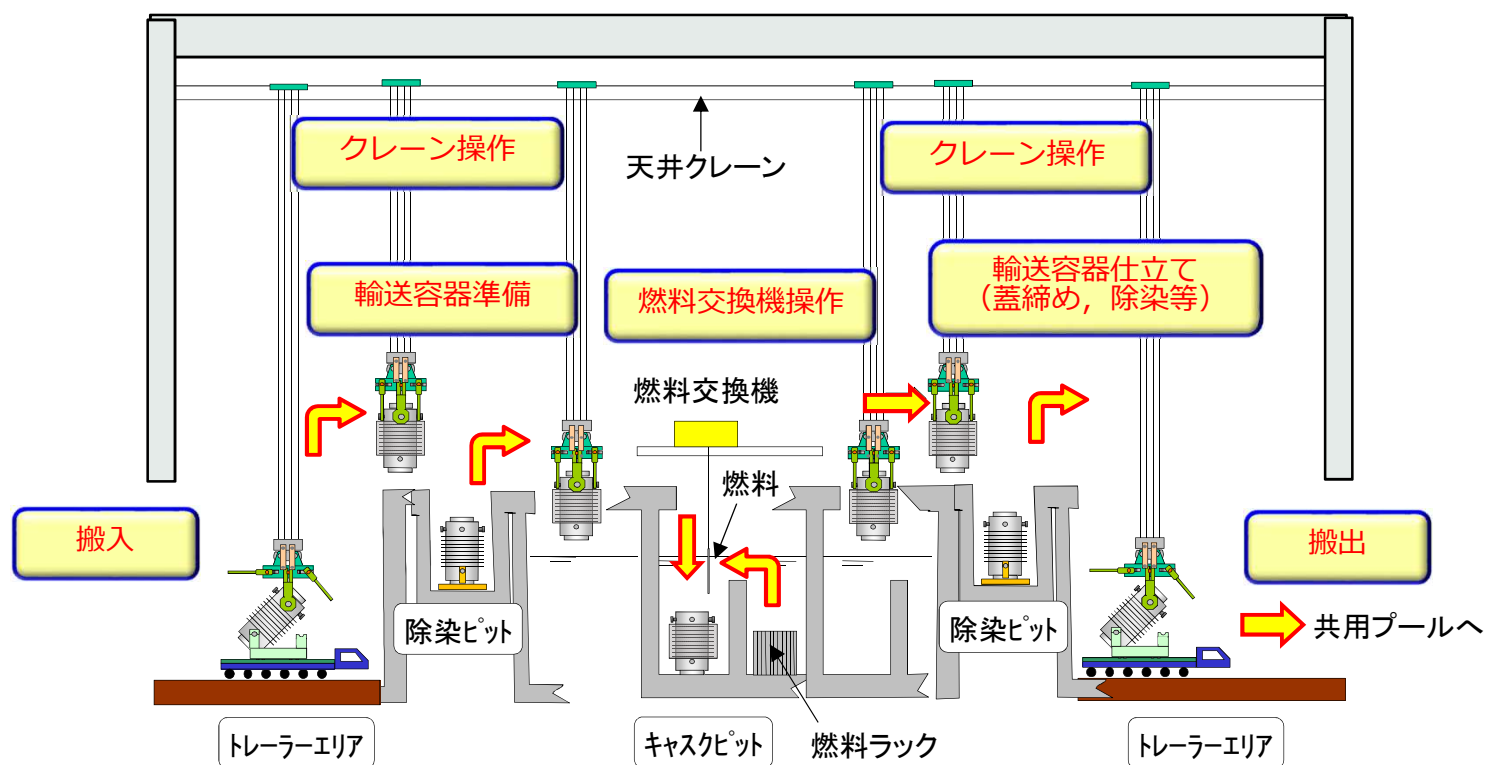 クレーン操作
天井クレーン
クレーン操作
輸送容器準備
燃料交換機操作
輸送容器仕立て
（蓋締め，除染等）
燃料交換機
燃料
搬入
搬出
除染ﾋﾟｯﾄ
除染ﾋﾟｯﾄ
共用プールへ
ﾄﾚｰﾗｰｴﾘｱ
ｷｬｽｸﾋﾟｯﾄ
燃料ラック
ﾄﾚｰﾗｰｴﾘｱ